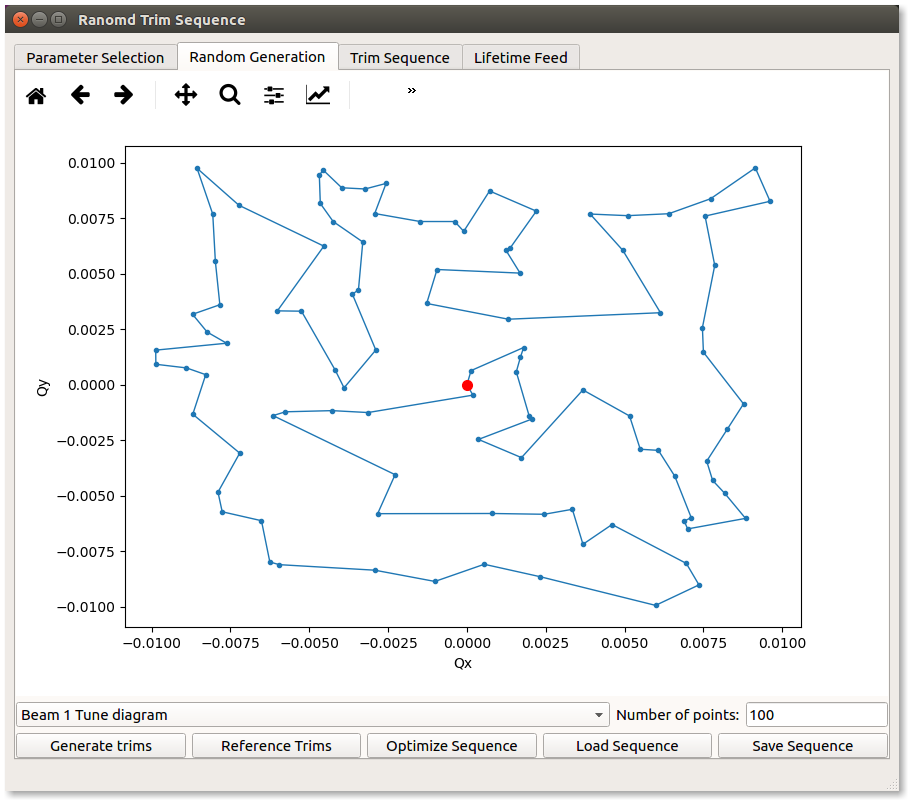 Ranomd Trim Sequence
Parameter Selection Random Generation Trim Sequence Lifetime Feed
»
0.0100
0.0075
0.0050
0.0025
0.0000
−0.0025
−0.0050
−0.0075
−0.0100
Qy
−0.0100 −0.0075 −0.0050 −0.0025 0.0000 0.0025 0.0050 0.0075 0.0100
Qx
Beam 1 Tune diagram Number of points: 100
Generate trims Reference Trims Optimize Sequence Load Sequence Save Sequence